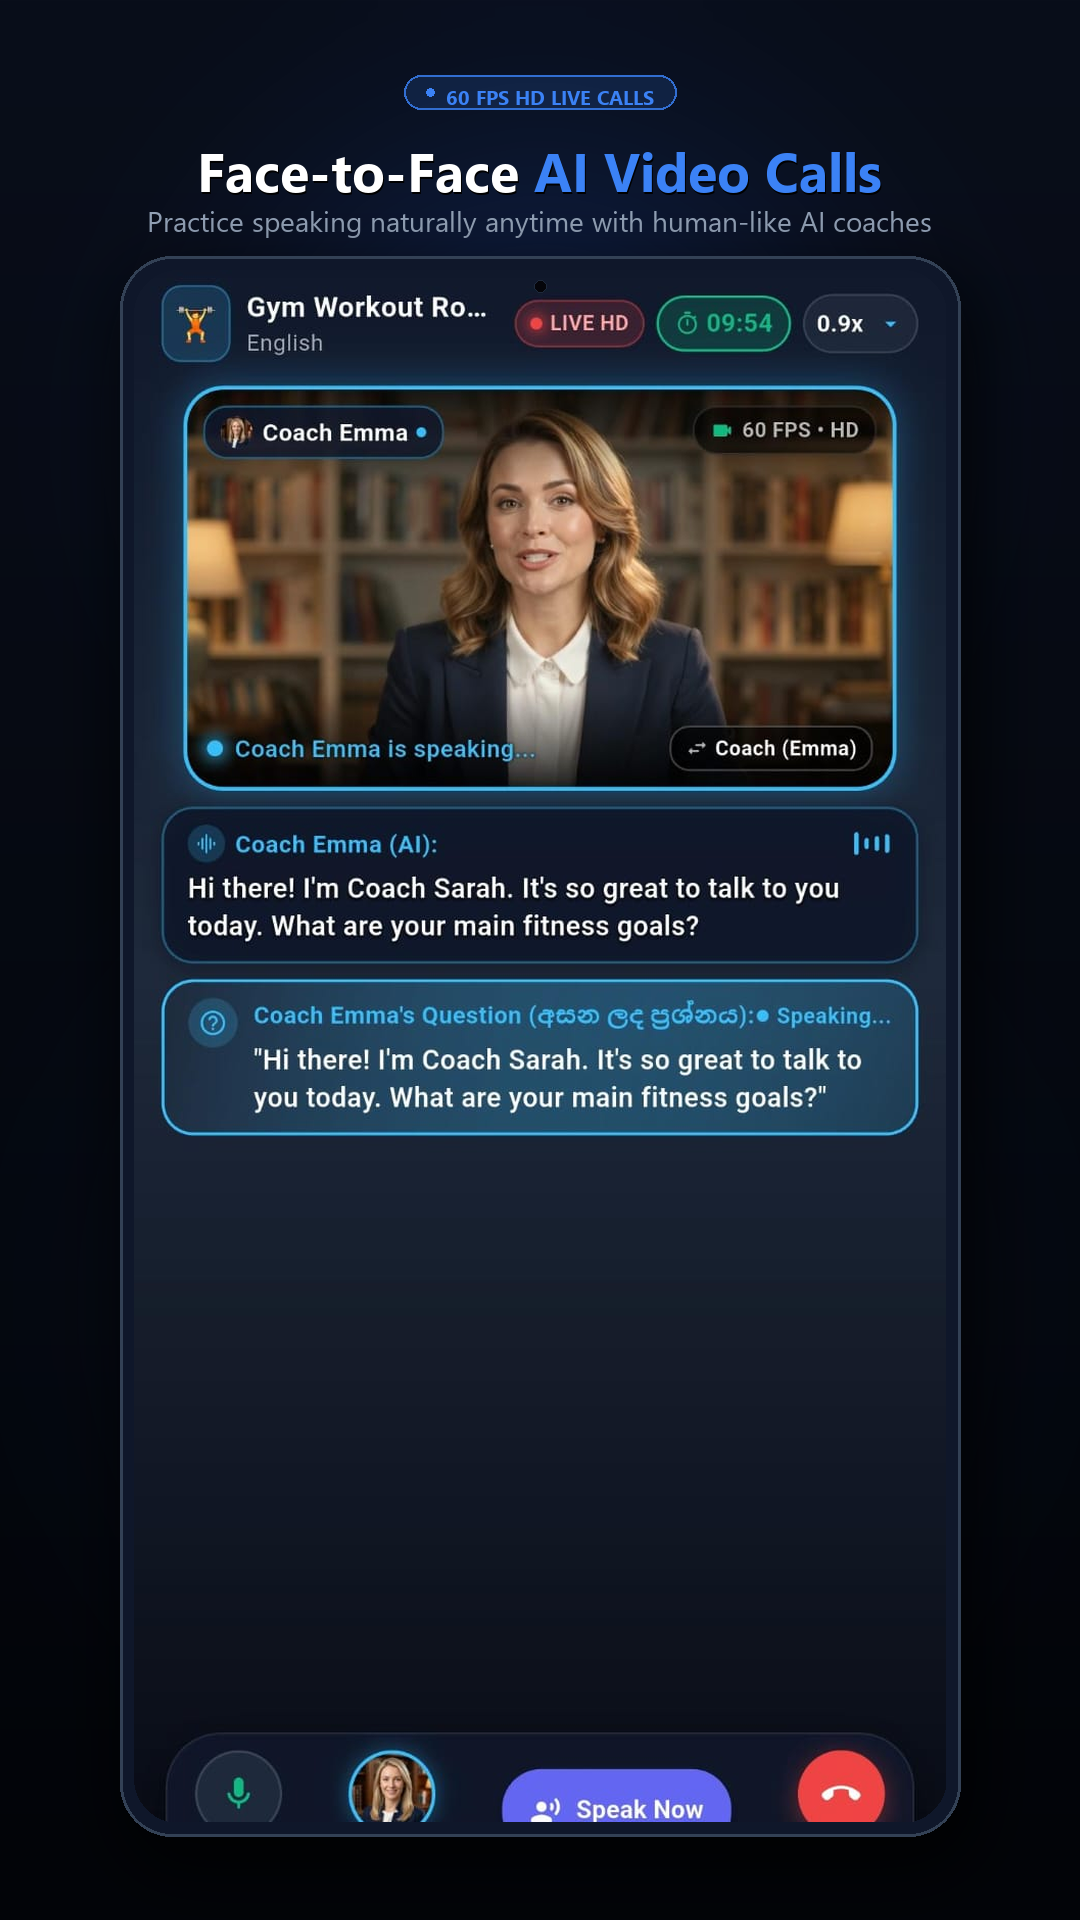 60 FPS HD LIVE CALLS
Face-to-Face AI Video Calls
Practice speaking naturally anytime with human-like AI coaches
Gym Workout Ro...
English
LIVE HD
09:54
0.9x
Coach Emma
60 FPS • HD
Coach Emma is speaking...
Coach (Emma)
Coach Emma (AI):
Hi there! I'm Coach Sarah. It's so great to talk to you
today. What are your main fitness goals?
Coach Emma's Question (අසන ලද ප්‍රශ්නය):● Speaking...
"Hi there! I'm Coach Sarah. It's so great to talk to
you today. What are your main fitness goals?"
Speak Now